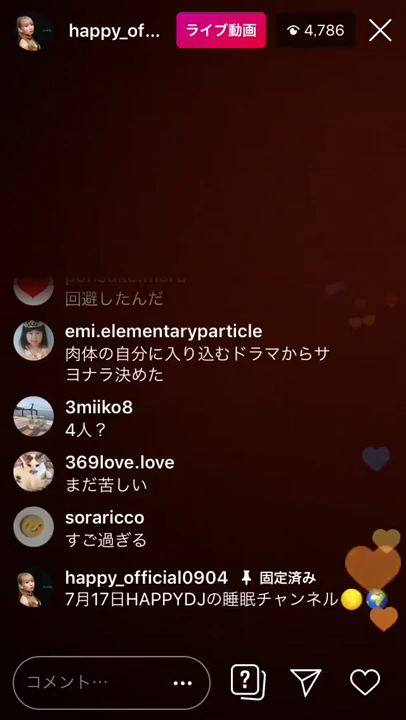 happy_of...
ライブ動画
4,786
回避したんだ
emi.elementaryparticle
肉体の自分に入り込むドラマからサ
ヨナラ決めた
3miiko8
4人？
369love.love
まだ苦しい
soraricco
すご過ぎる
happy_official0904 固定済み
7月17日HAPPYDJの睡眠チャンネル🌕🌍
コメント…